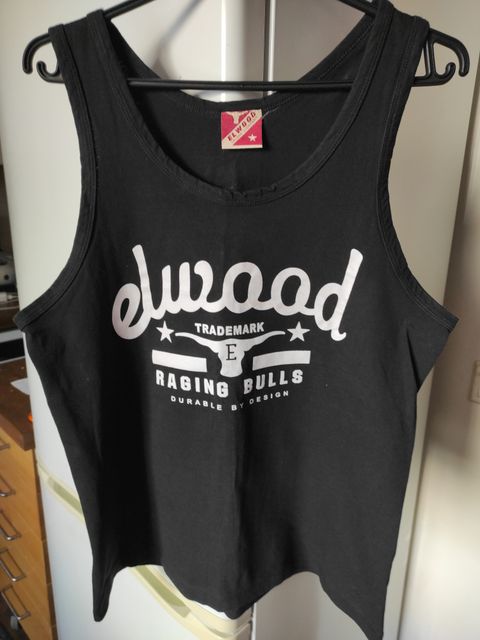 ELWOOD
elwood
TRADEMARK
E
RAGING BULLS
DURABLE BY DESIGN